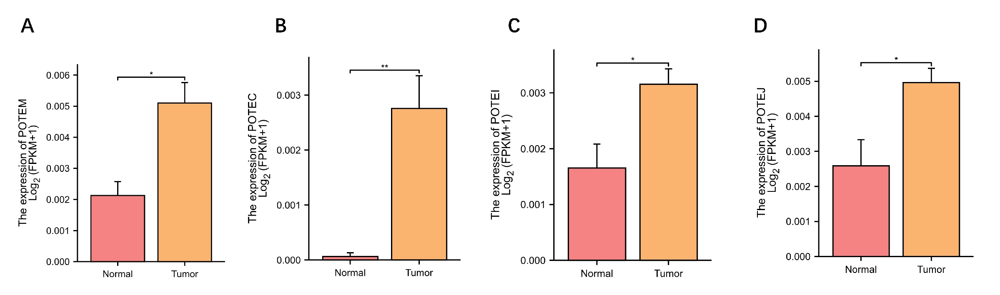 A
The expression of POTEM
Log2 (FPKM+1)
0.006
0.005
0.004
0.003
0.002
0.001
0.000
*
Normal
Tumor
B
The expression of POTEC
Log2 (FPKM+1)
0.003
0.002
0.001
0.000
**
Normal
Tumor
C
The expression of POTEI
Log2 (FPKM+1)
0.003
0.002
0.001
0.000
*
Normal
Tumor
D
The expression of POTEJ
Log2 (FPKM+1)
0.005
0.004
0.003
0.002
0.001
0.000
*
Normal
Tumor